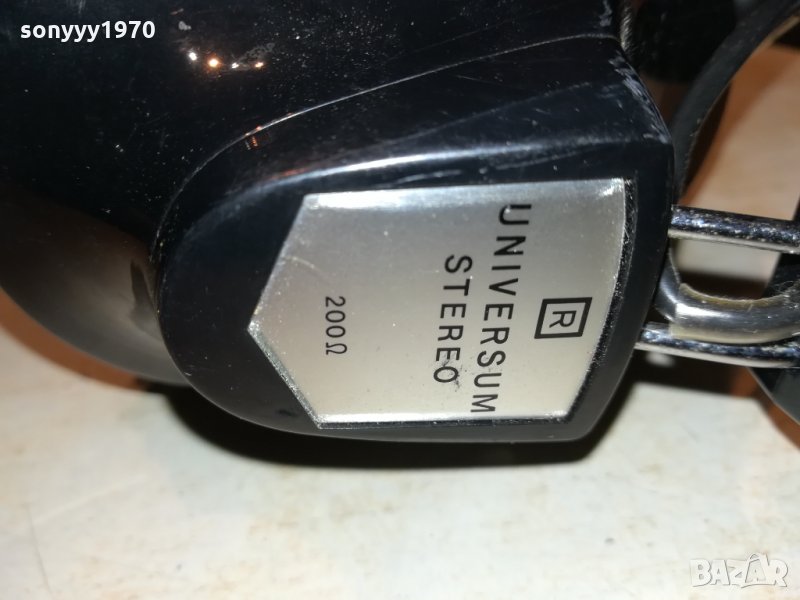 sonyyy1970
R
UNIVERSUM
STEREO
200Ω
BAZAR